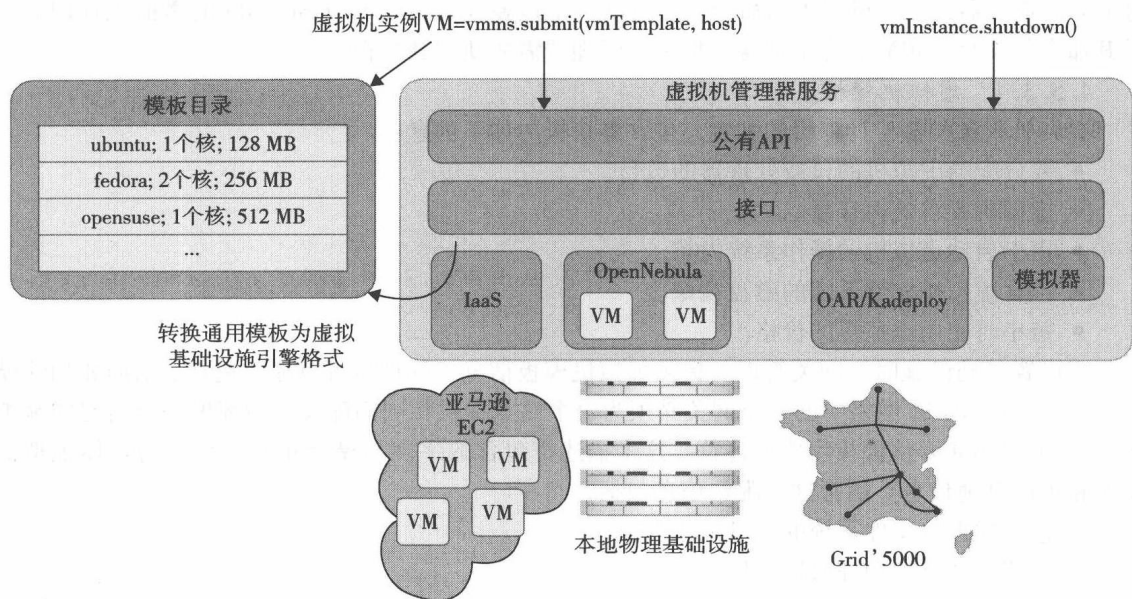 虚拟机实例VM=vmms.submit(vmTemplate, host)
vmInstance.shutdown()
模板目录
ubuntu; 1个核; 128 MB
fedora; 2个核; 256 MB
opensuse; 1个核; 512 MB
...
虚拟机管理器服务
公有API
接口
IaaS
OpenNebula
VM
VM
OAR/Kadeploy
模拟器
转换通用模板为虚拟
基础设施引擎格式
亚马逊
EC2
VM
VM
VM
VM
本地物理基础设施
Grid’5000